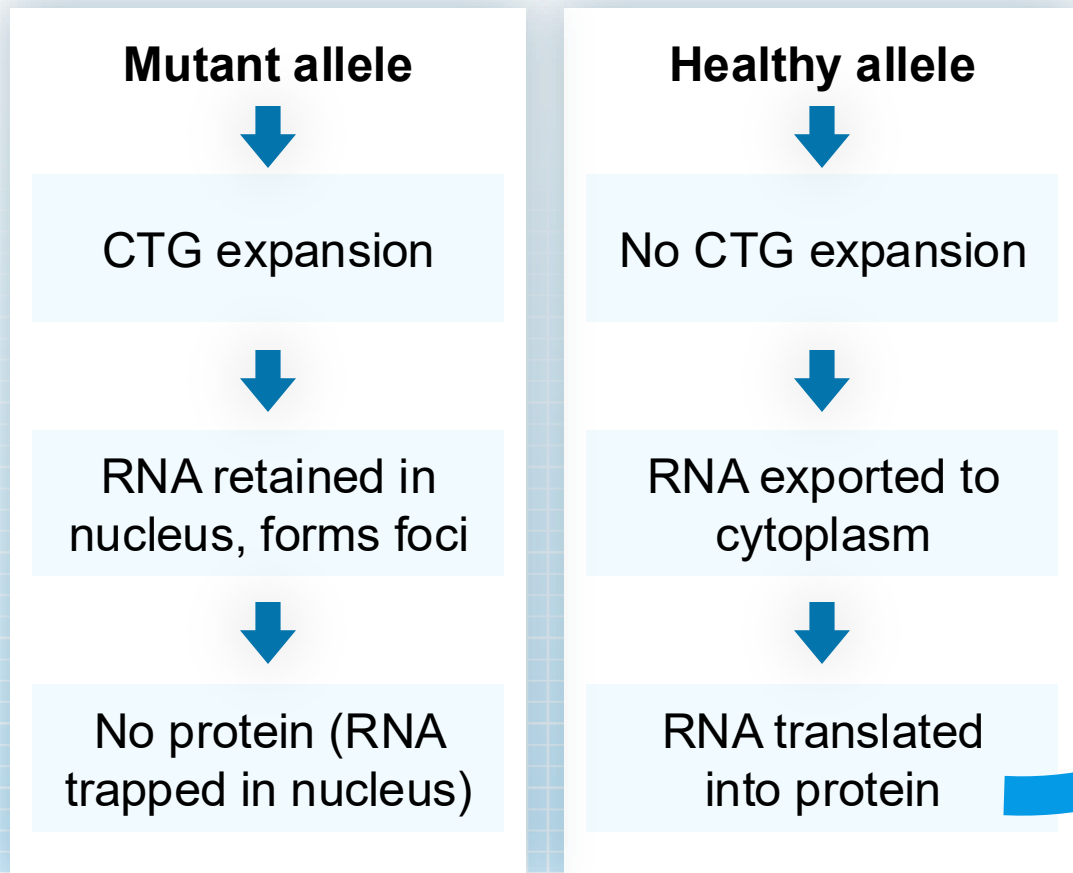 Mutant allele
CTG expansion
RNA retained in
nucleus, forms foci
No protein (RNA
trapped in nucleus)
Healthy allele
No CTG expansion
RNA exported to
cytoplasm
RNA translated
into protein